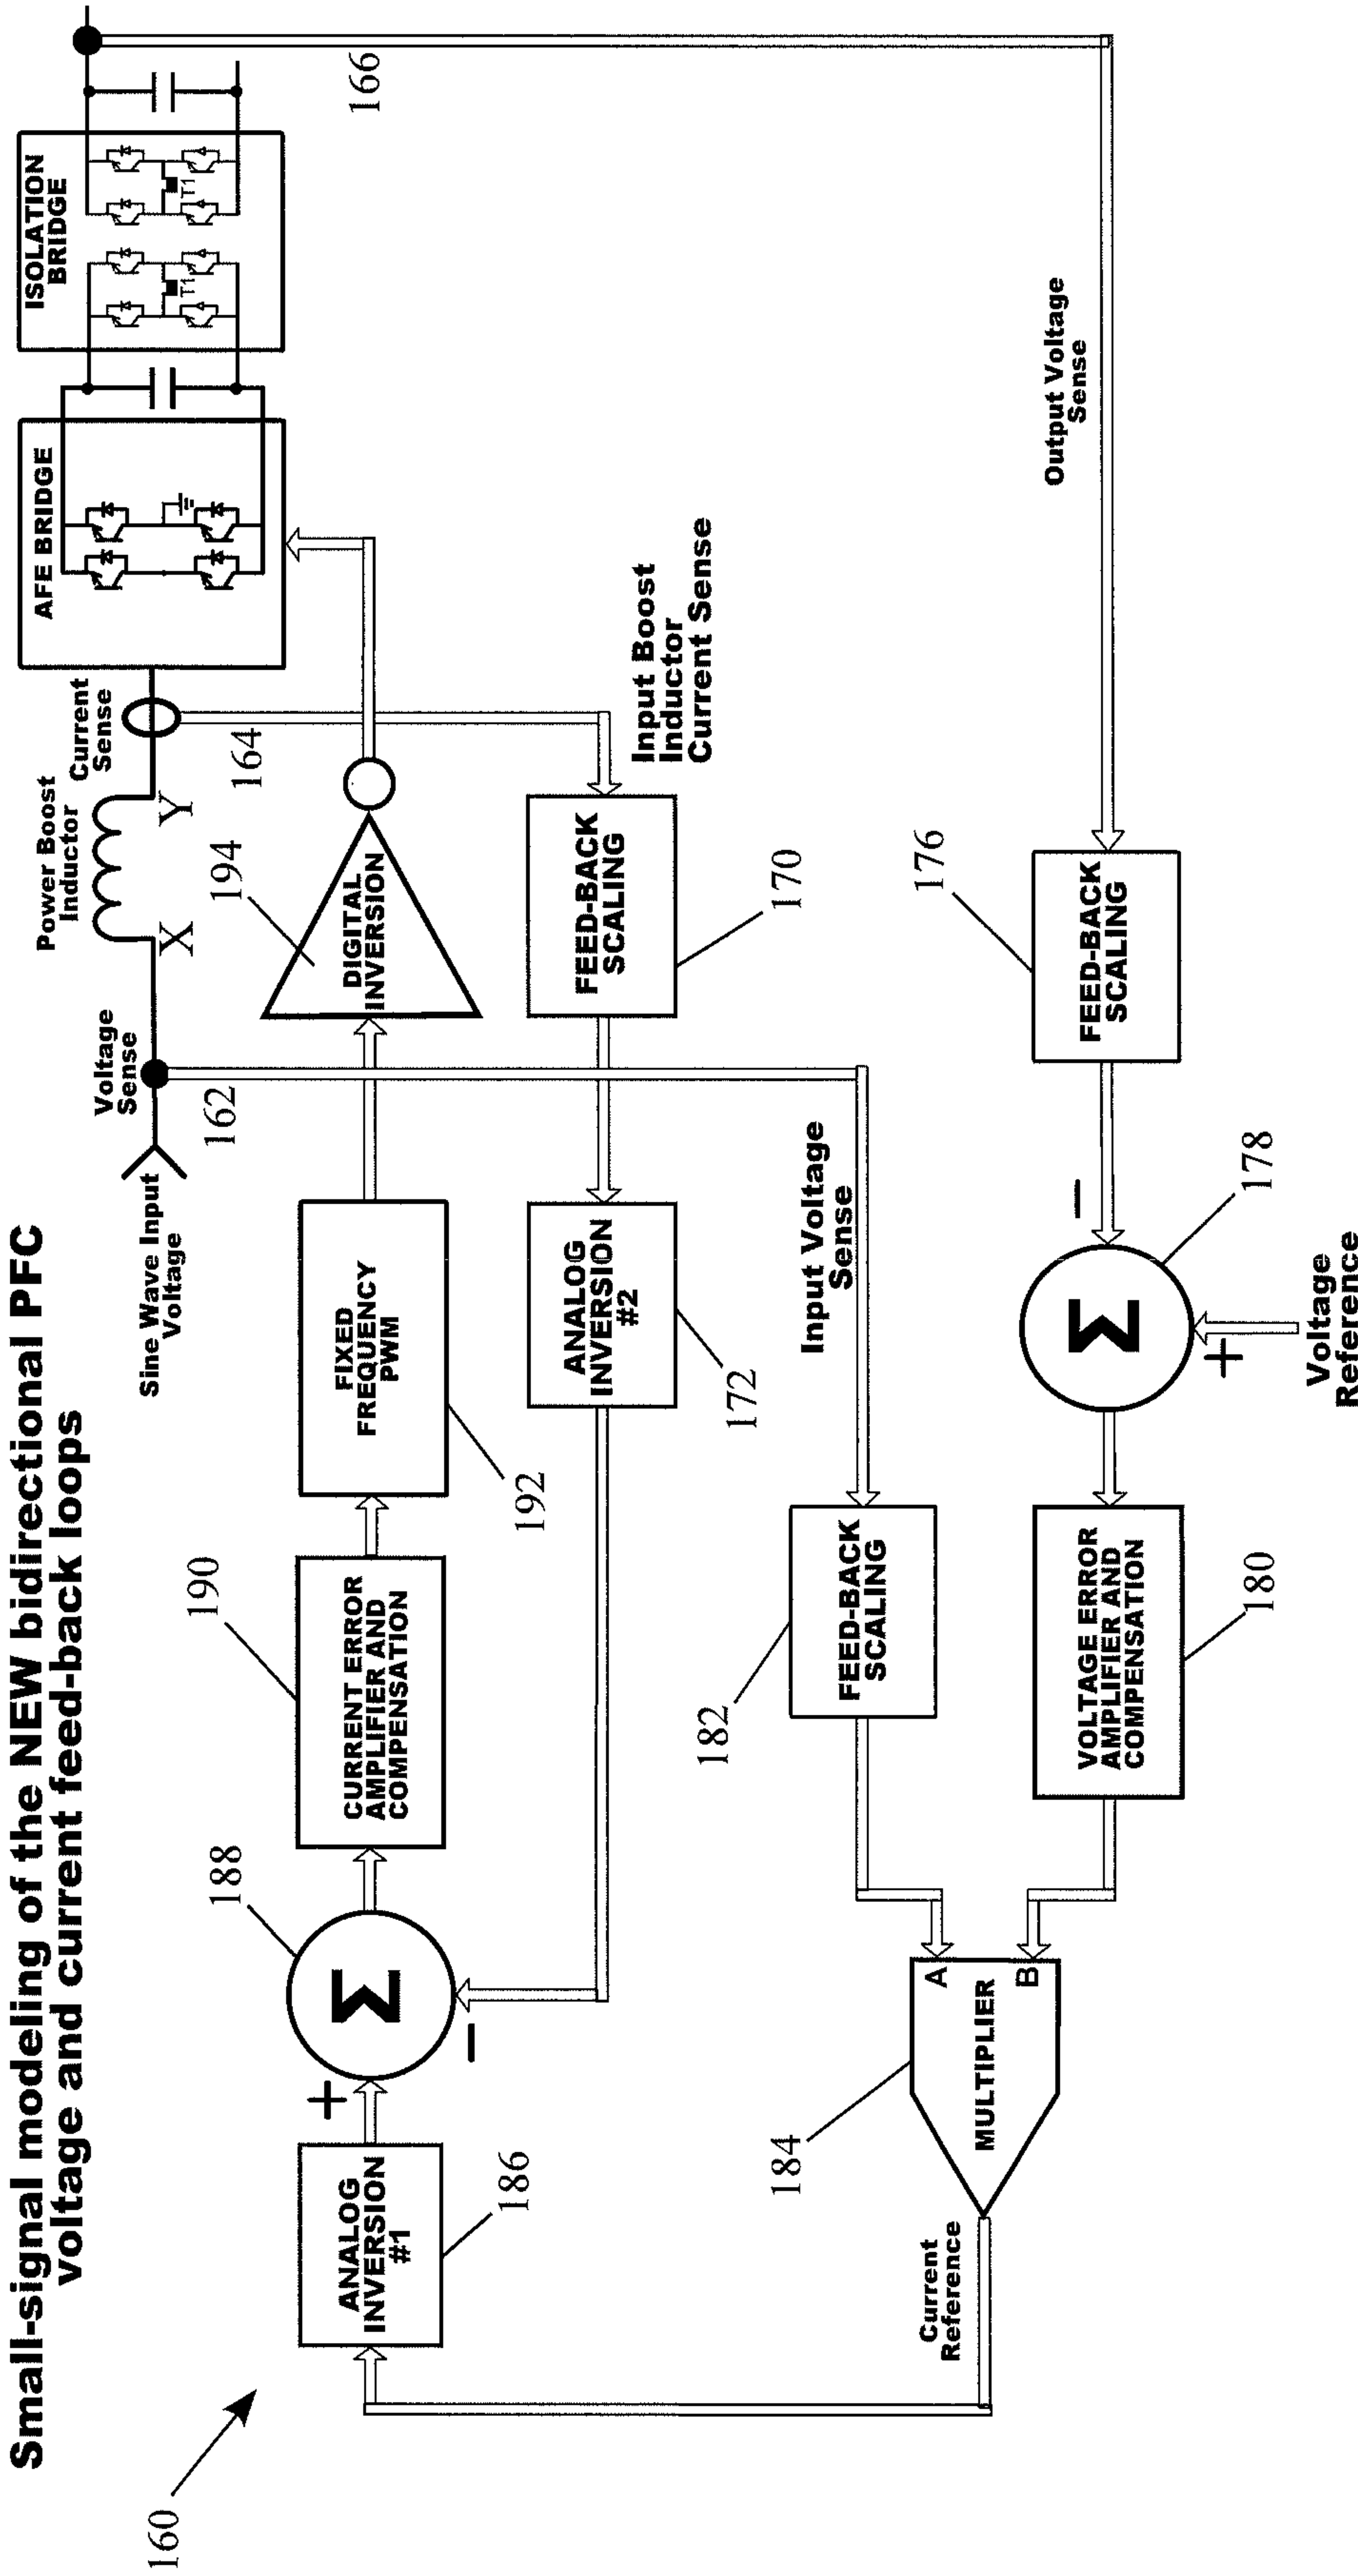 Small-signal modeling of the NEW bidirectional PFC
voltage and current feed-back loops
160
Sine Wave Input
Voltage
Voltage
Sense
162
Power Boost
Inductor
X
Y
Current
Sense
164
AFE BRIDGE
ISOLATION
BRIDGE
T1
T1
166
ANALOG
INVERSION
#1
186
+
188
Σ
−
190
CURRENT ERROR
AMPLIFIER AND
COMPENSATION
FIXED
FREQUENCY
PWM
192
194
DIGITAL
INVERSION
ANALOG
INVERSION
#2
172
FEED-BACK
SCALING
170
Input Boost
Inductor
Current Sense
Input Voltage
Sense
182
FEED-BACK
SCALING
Current
Reference
184
MULTIPLIER
A
B
VOLTAGE ERROR
AMPLIFIER AND
COMPENSATION
180
Σ
−
+
178
Voltage
Reference
176
FEED-BACK
SCALING
Output Voltage
Sense